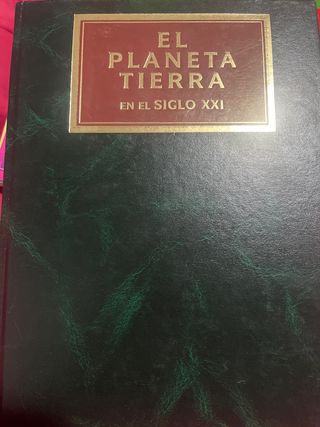 EL
PLANETA
TIERRA
EN EL SIGLO XXI